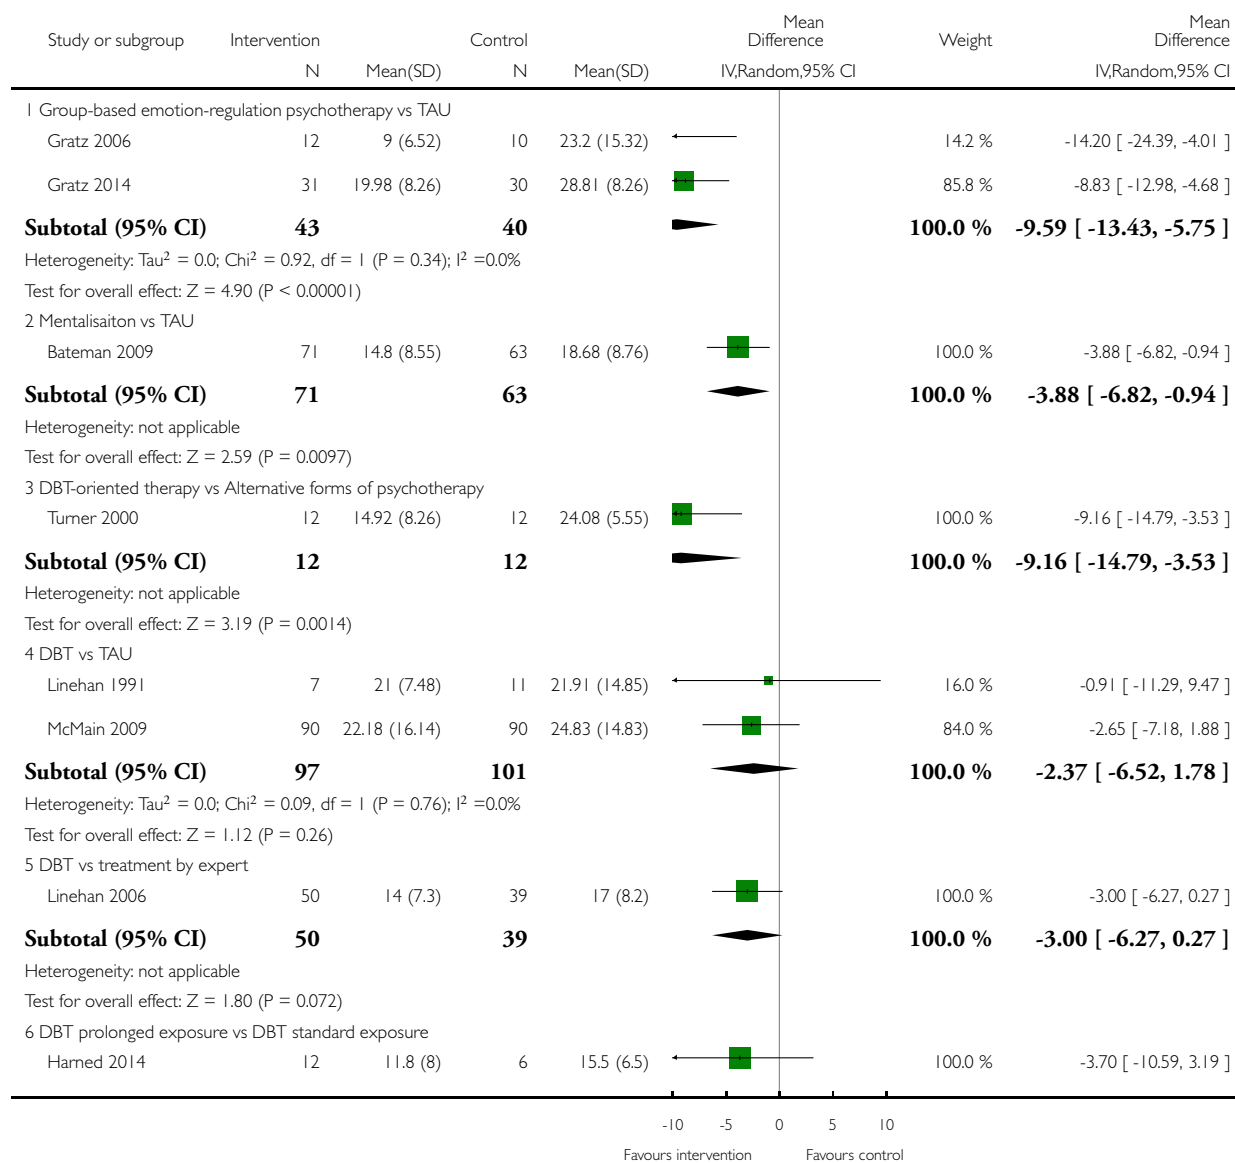 Mean Mean
Study or subgroup Intervention Control Difference Weight Difference
N Mean(SD) N Mean(SD) IV,Random,95% CI IV,Random,95% CI
1 Group-based emotion-regulation psychotherapy vs TAU
Gratz 2006 12 9 (6.52) 10 23.2 (15.32) 14.2 % -14.20 [ -24.39, -4.01 ]
Gratz 2014 31 19.98 (8.26) 30 28.81 (8.26) 85.8 % -8.83 [ -12.98, -4.68 ]
Subtotal (95% CI) 43 40 100.0 % -9.59 [ -13.43, -5.75 ]
Heterogeneity: Tau² = 0.0; Chi² = 0.92, df = 1 (P = 0.34); I² =0.0%
Test for overall effect: Z = 4.90 (P < 0.00001)
2 Mentalisaiton vs TAU
Bateman 2009 71 14.8 (8.55) 63 18.68 (8.76) 100.0 % -3.88 [ -6.82, -0.94 ]
Subtotal (95% CI) 71 63 100.0 % -3.88 [ -6.82, -0.94 ]
Heterogeneity: not applicable
Test for overall effect: Z = 2.59 (P = 0.0097)
3 DBT-oriented therapy vs Alternative forms of psychotherapy
Turner 2000 12 14.92 (8.26) 12 24.08 (5.55) 100.0 % -9.16 [ -14.79, -3.53 ]
Subtotal (95% CI) 12 12 100.0 % -9.16 [ -14.79, -3.53 ]
Heterogeneity: not applicable
Test for overall effect: Z = 3.19 (P = 0.0014)
4 DBT vs TAU
Linehan 1991 7 21 (7.48) 11 21.91 (14.85) 16.0 % -0.91 [ -11.29, 9.47 ]
McMain 2009 90 22.18 (16.14) 90 24.83 (14.83) 84.0 % -2.65 [ -7.18, 1.88 ]
Subtotal (95% CI) 97 101 100.0 % -2.37 [ -6.52, 1.78 ]
Heterogeneity: Tau² = 0.0; Chi² = 0.09, df = 1 (P = 0.76); I² =0.0%
Test for overall effect: Z = 1.12 (P = 0.26)
5 DBT vs treatment by expert
Linehan 2006 50 14 (7.3) 39 17 (8.2) 100.0 % -3.00 [ -6.27, 0.27 ]
Subtotal (95% CI) 50 39 100.0 % -3.00 [ -6.27, 0.27 ]
Heterogeneity: not applicable
Test for overall effect: Z = 1.80 (P = 0.072)
6 DBT prolonged exposure vs DBT standard exposure
Harned 2014 12 11.8 (8) 6 15.5 (6.5) 100.0 % -3.70 [ -10.59, 3.19 ]
-10 -5 0 5 10
Favours intervention Favours control